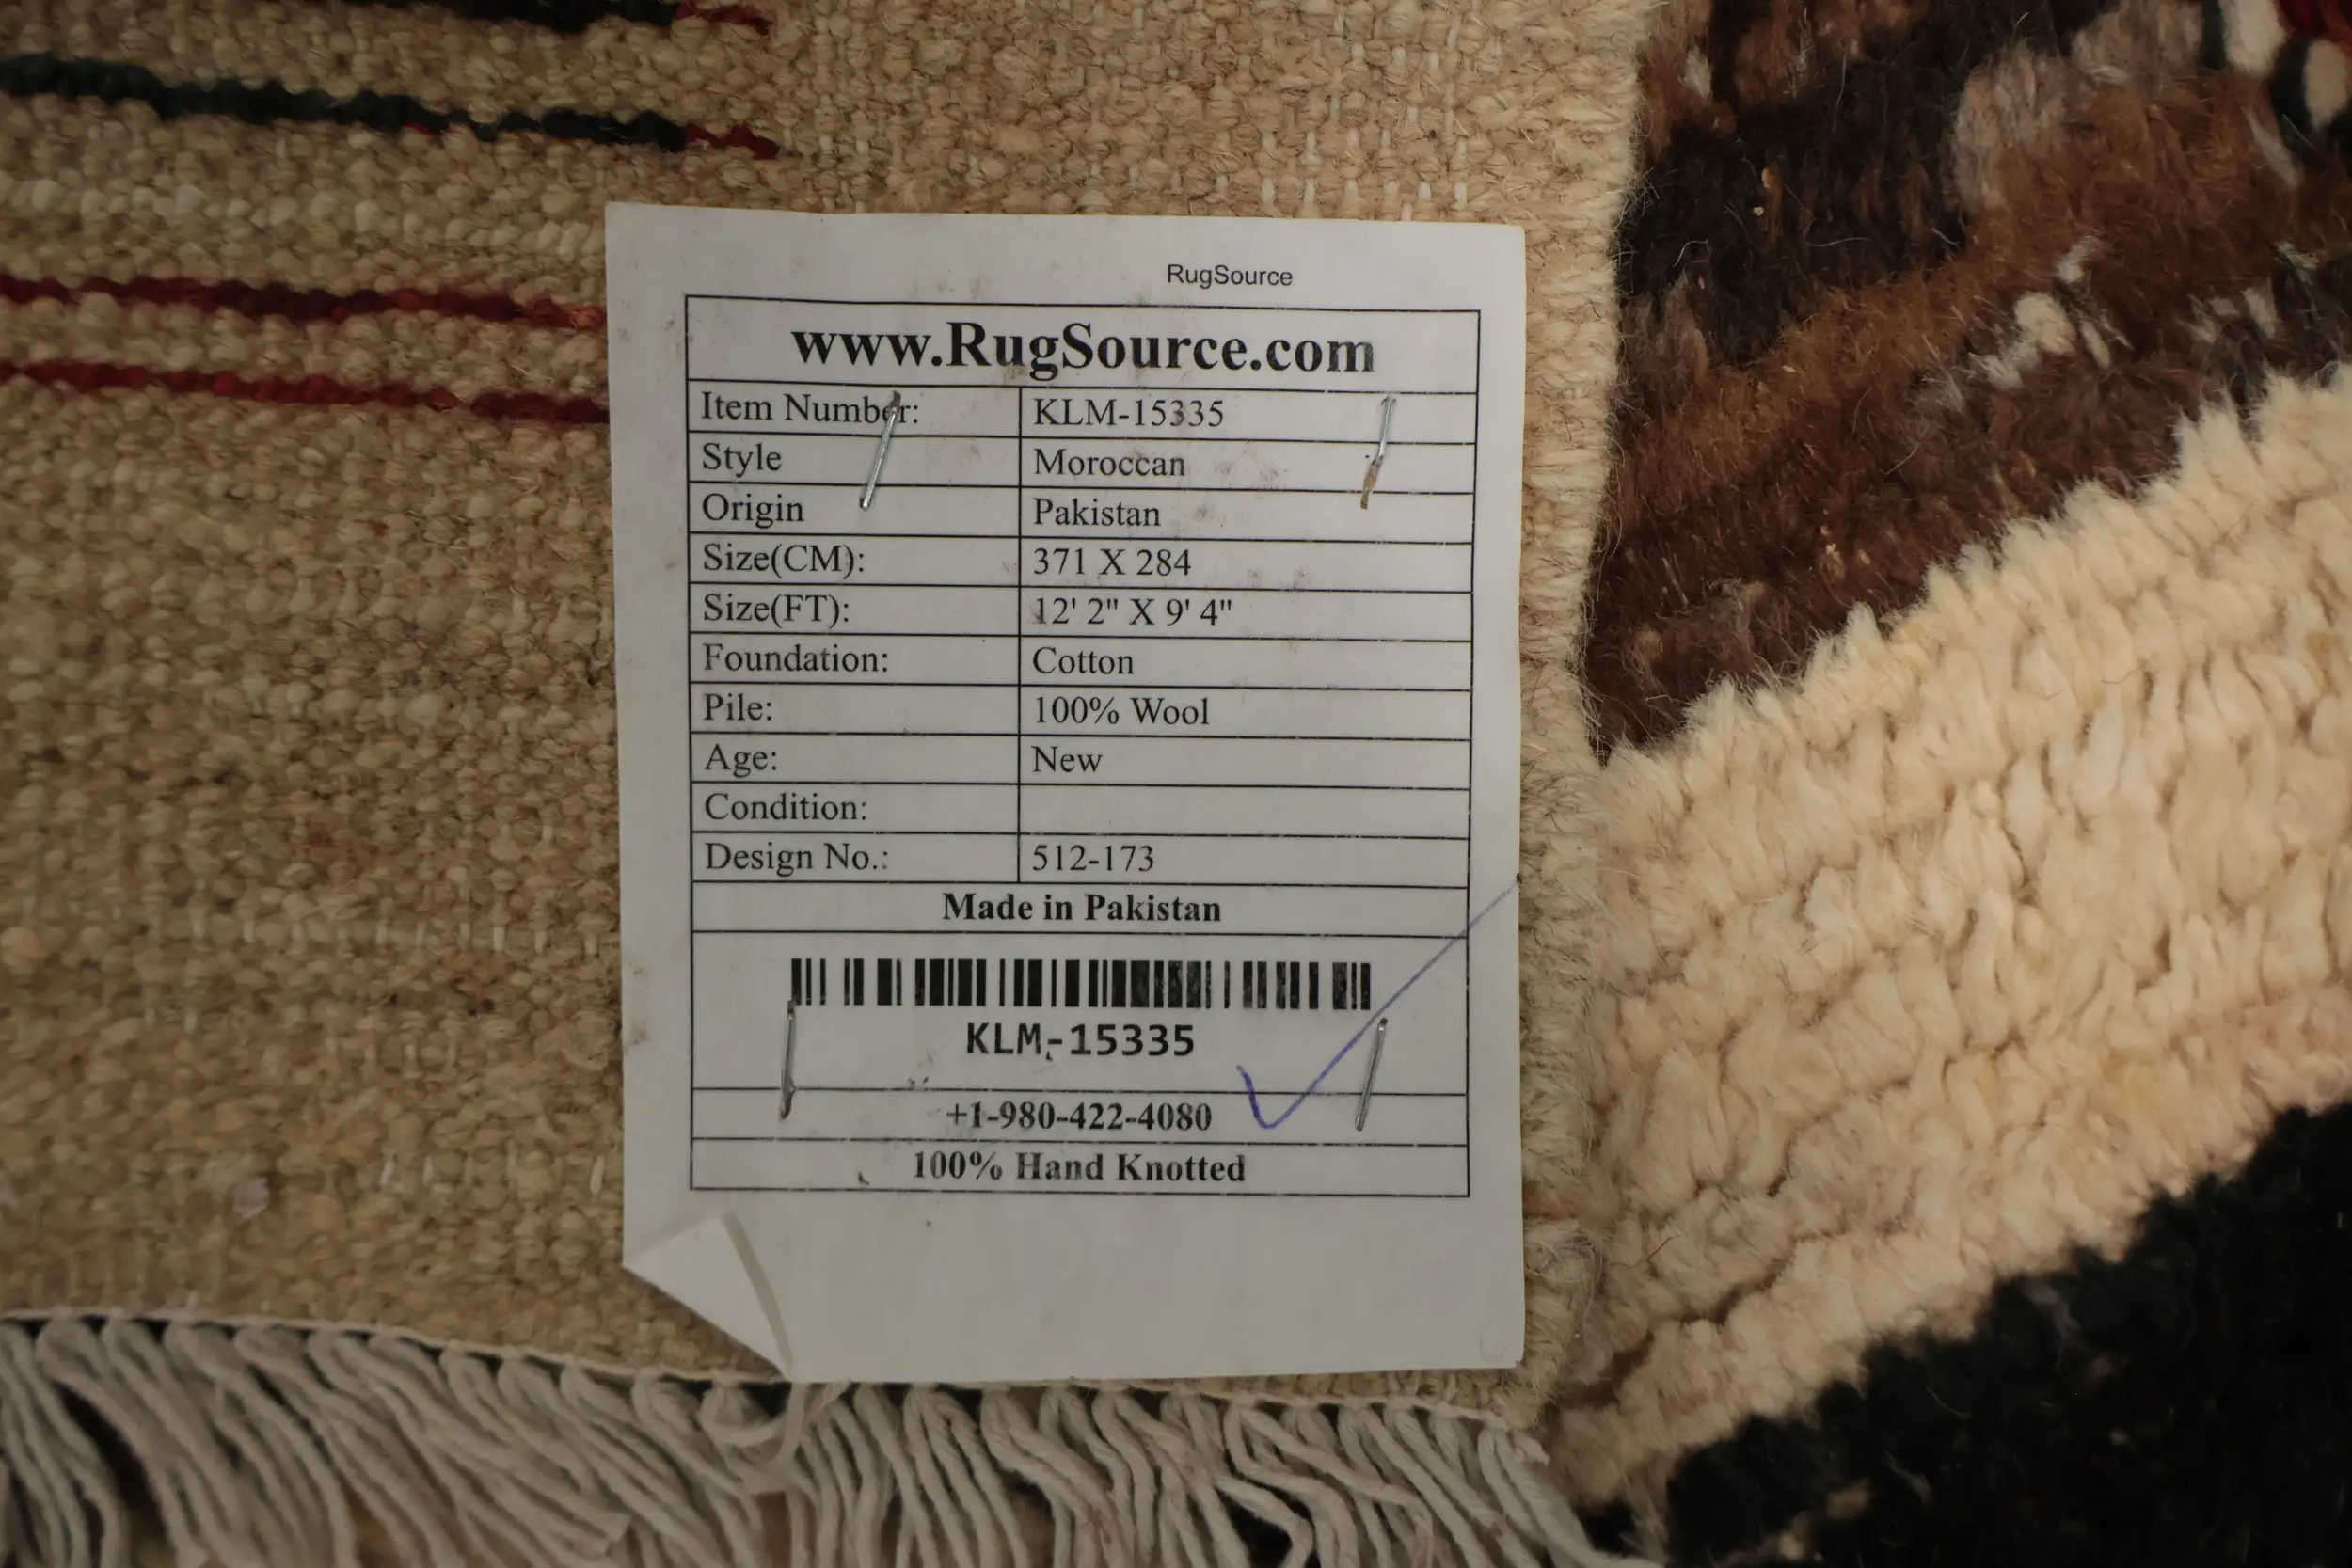 RugSource
www.RugSource.com
Item Number: KLM-15335
Style Moroccan
Origin Pakistan
Size(CM): 371 X 284
Size(FT): 12' 2" X 9' 4"
Foundation: Cotton
Pile: 100% Wool
Age: New
Condition:
Design No.: 512-173
Made in Pakistan
KLM-15335
+1-980-422-4080
100% Hand Knotted